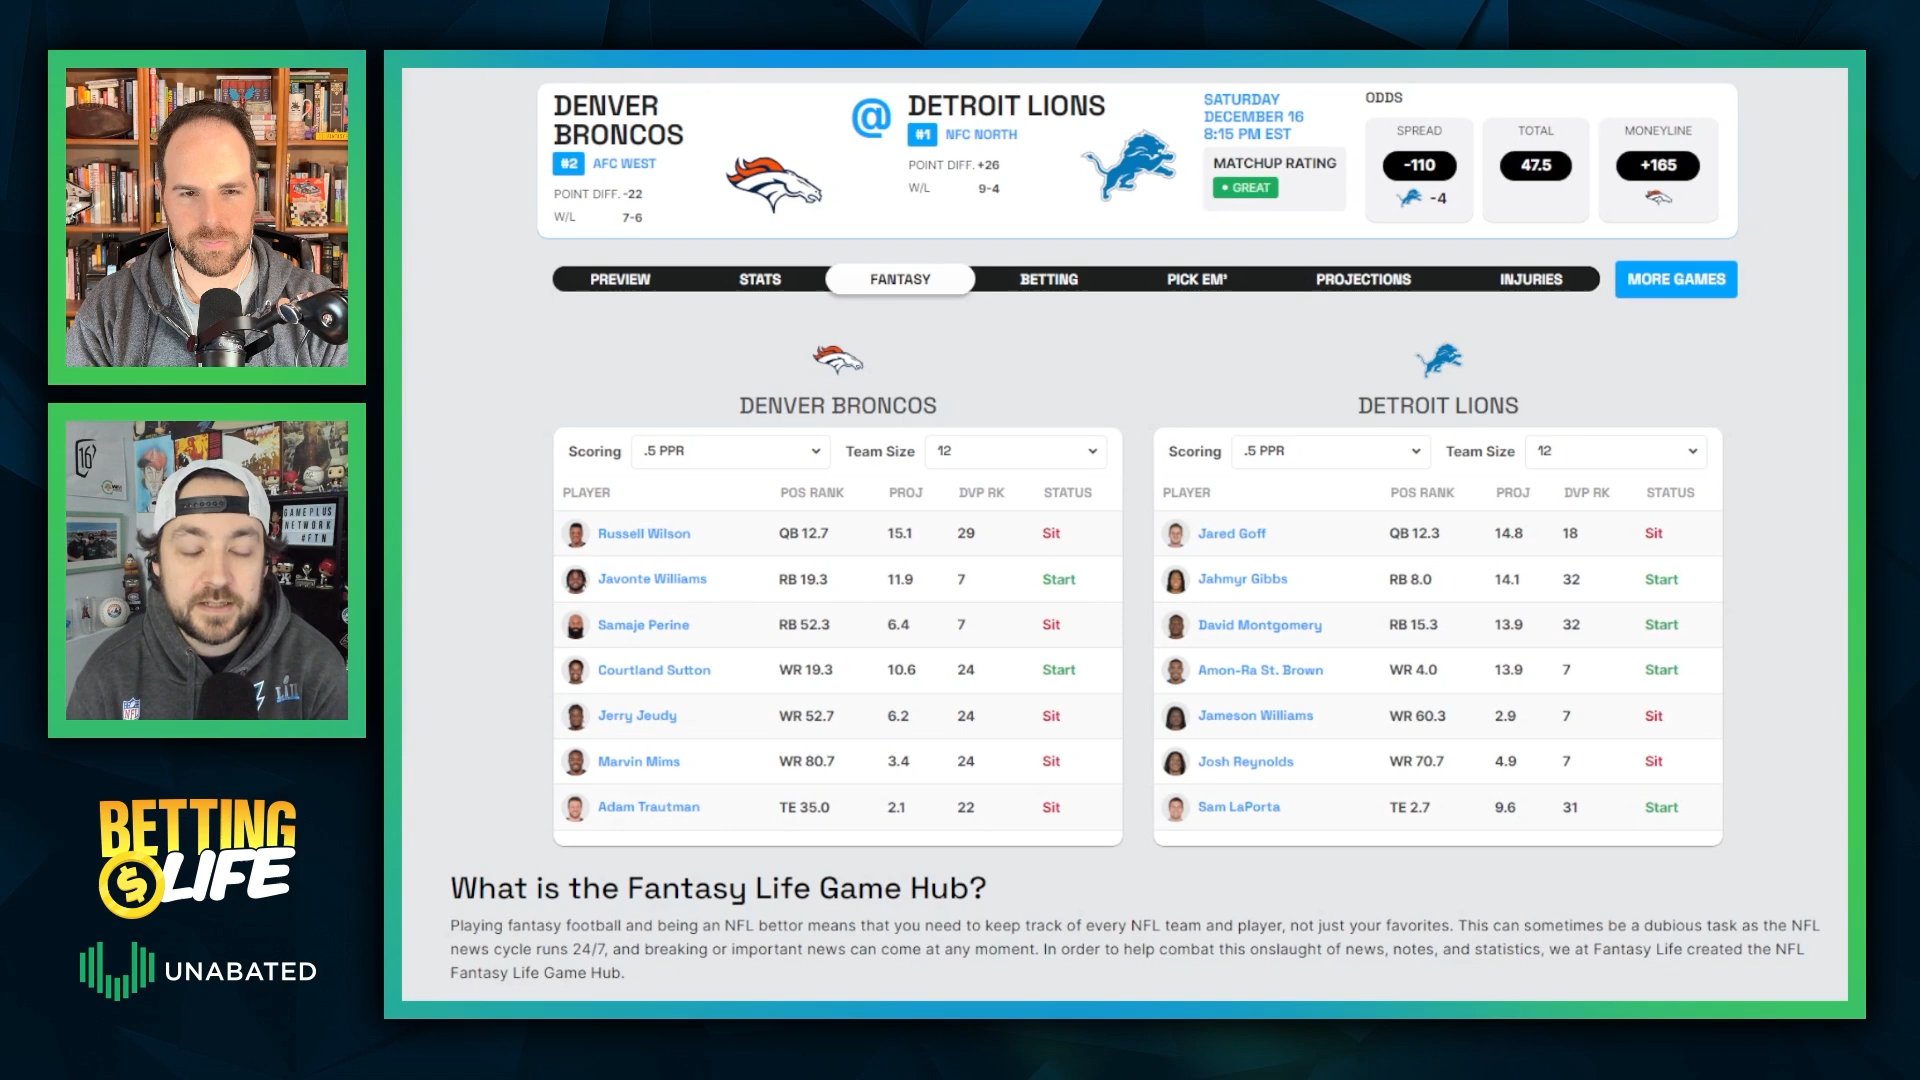 DENVER
BRONCOS
#2 AFC WEST
POINT DIFF. -22
W/L 7-6
@
DETROIT LIONS
#1 NFC NORTH
POINT DIFF. +26
W/L 9-4
SATURDAY
DECEMBER 16
8:15 PM EST
MATCHUP RATING
• GREAT
ODDS
SPREAD
-110
-4
TOTAL
47.5
MONEYLINE
+165
PREVIEW STATS FANTASY BETTING PICK EM' PROJECTIONS INJURIES MORE GAMES
DENVER BRONCOS
Scoring .5 PPR Team Size 12
PLAYER POS RANK PROJ DVP RK STATUS
Russell Wilson QB 12.7 15.1 29 Sit
Javonte Williams RB 19.3 11.9 7 Start
Samaje Perine RB 52.3 6.4 7 Sit
Courtland Sutton WR 19.3 10.6 24 Start
Jerry Jeudy WR 52.7 6.2 24 Sit
Marvin Mims WR 80.7 3.4 24 Sit
Adam Trautman TE 35.0 2.1 22 Sit
DETROIT LIONS
Scoring .5 PPR Team Size 12
PLAYER POS RANK PROJ DVP RK STATUS
Jared Goff QB 12.3 14.8 18 Sit
Jahmyr Gibbs RB 8.0 14.1 32 Start
David Montgomery RB 15.3 13.9 32 Start
Amon-Ra St. Brown WR 4.0 13.9 7 Start
Jameson Williams WR 60.3 2.9 7 Sit
Josh Reynolds WR 70.7 4.9 7 Sit
Sam LaPorta TE 2.7 9.6 31 Start
What is the Fantasy Life Game Hub?
Playing fantasy football and being an NFL bettor means that you need to keep track of every NFL team and player, not just your favorites. This can sometimes be a dubious task as the NFL
news cycle runs 24/7, and breaking or important news can come at any moment. In order to help combat this onslaught of news, notes, and statistics, we at Fantasy Life created the NFL
Fantasy Life Game Hub.
16
GAMEPLUS
NETWORK
#FTN
NFL
LII
BETTING
$ LIFE
UNABATED